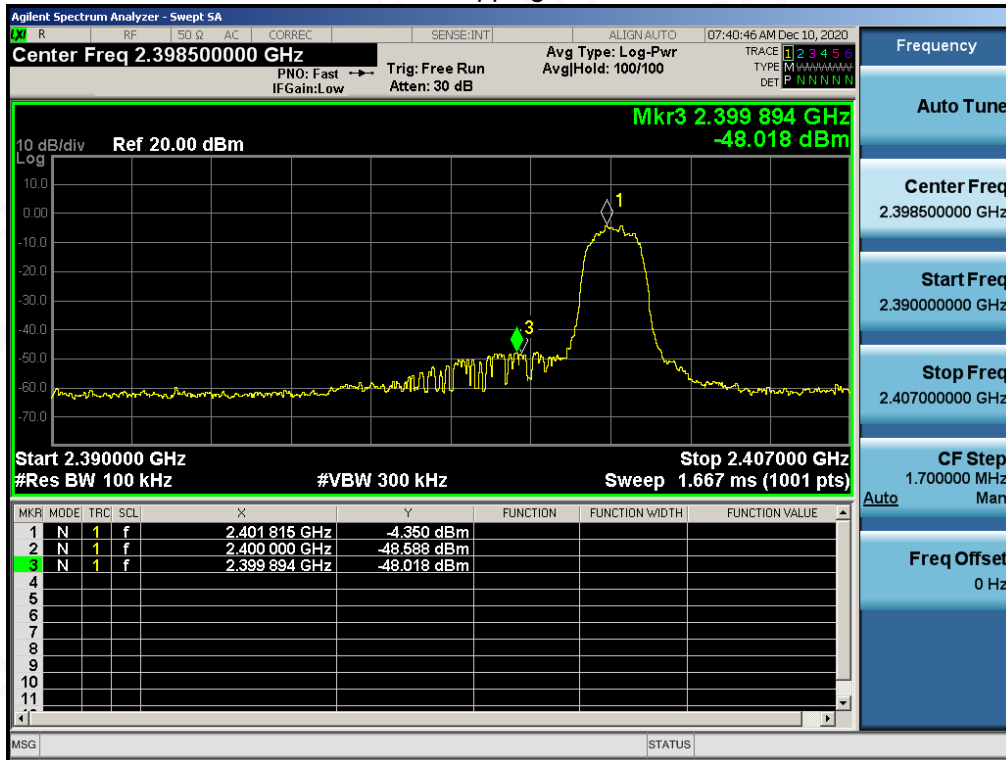 Agilent Spectrum Analyzer - Swept SA
LXI R RF 50 Ω AC CORREC SENSE:INT ALIGN AUTO 07:40:46 AM Dec 10, 2020
Center Freq 2.398500000 GHz
PNO: Fast
IFGain:Low
Trig: Free Run
Atten: 30 dB
Avg Type: Log-Pwr
Avg|Hold: 100/100
TRACE 1 2 3 4 5 6
TYPE M W W W W W
DET P N N N N N
Mkr3 2.399 894 GHz
-48.018 dBm
10 dB/div Ref 20.00 dBm
Log
10.0
0.00
-10.0
-20.0
-30.0
-40.0
-50.0
-60.0
-70.0
1
3
Start 2.390000 GHz Stop 2.407000 GHz
#Res BW 100 kHz #VBW 300 kHz Sweep 1.667 ms (1001 pts)
MKR MODE TRC SCL X Y FUNCTION FUNCTION WIDTH FUNCTION VALUE
1 N 1 f 2.401 815 GHz -4.350 dBm
2 N 1 f 2.400 000 GHz -48.588 dBm
3 N 1 f 2.399 894 GHz -48.018 dBm
4
5
6
7
8
9
10
11
MSG STATUS
Frequency
Auto Tune
Center Freq
2.398500000 GHz
Start Freq
2.390000000 GHz
Stop Freq
2.407000000 GHz
CF Step
1.700000 MHz
Auto Man
Freq Offset
0 Hz